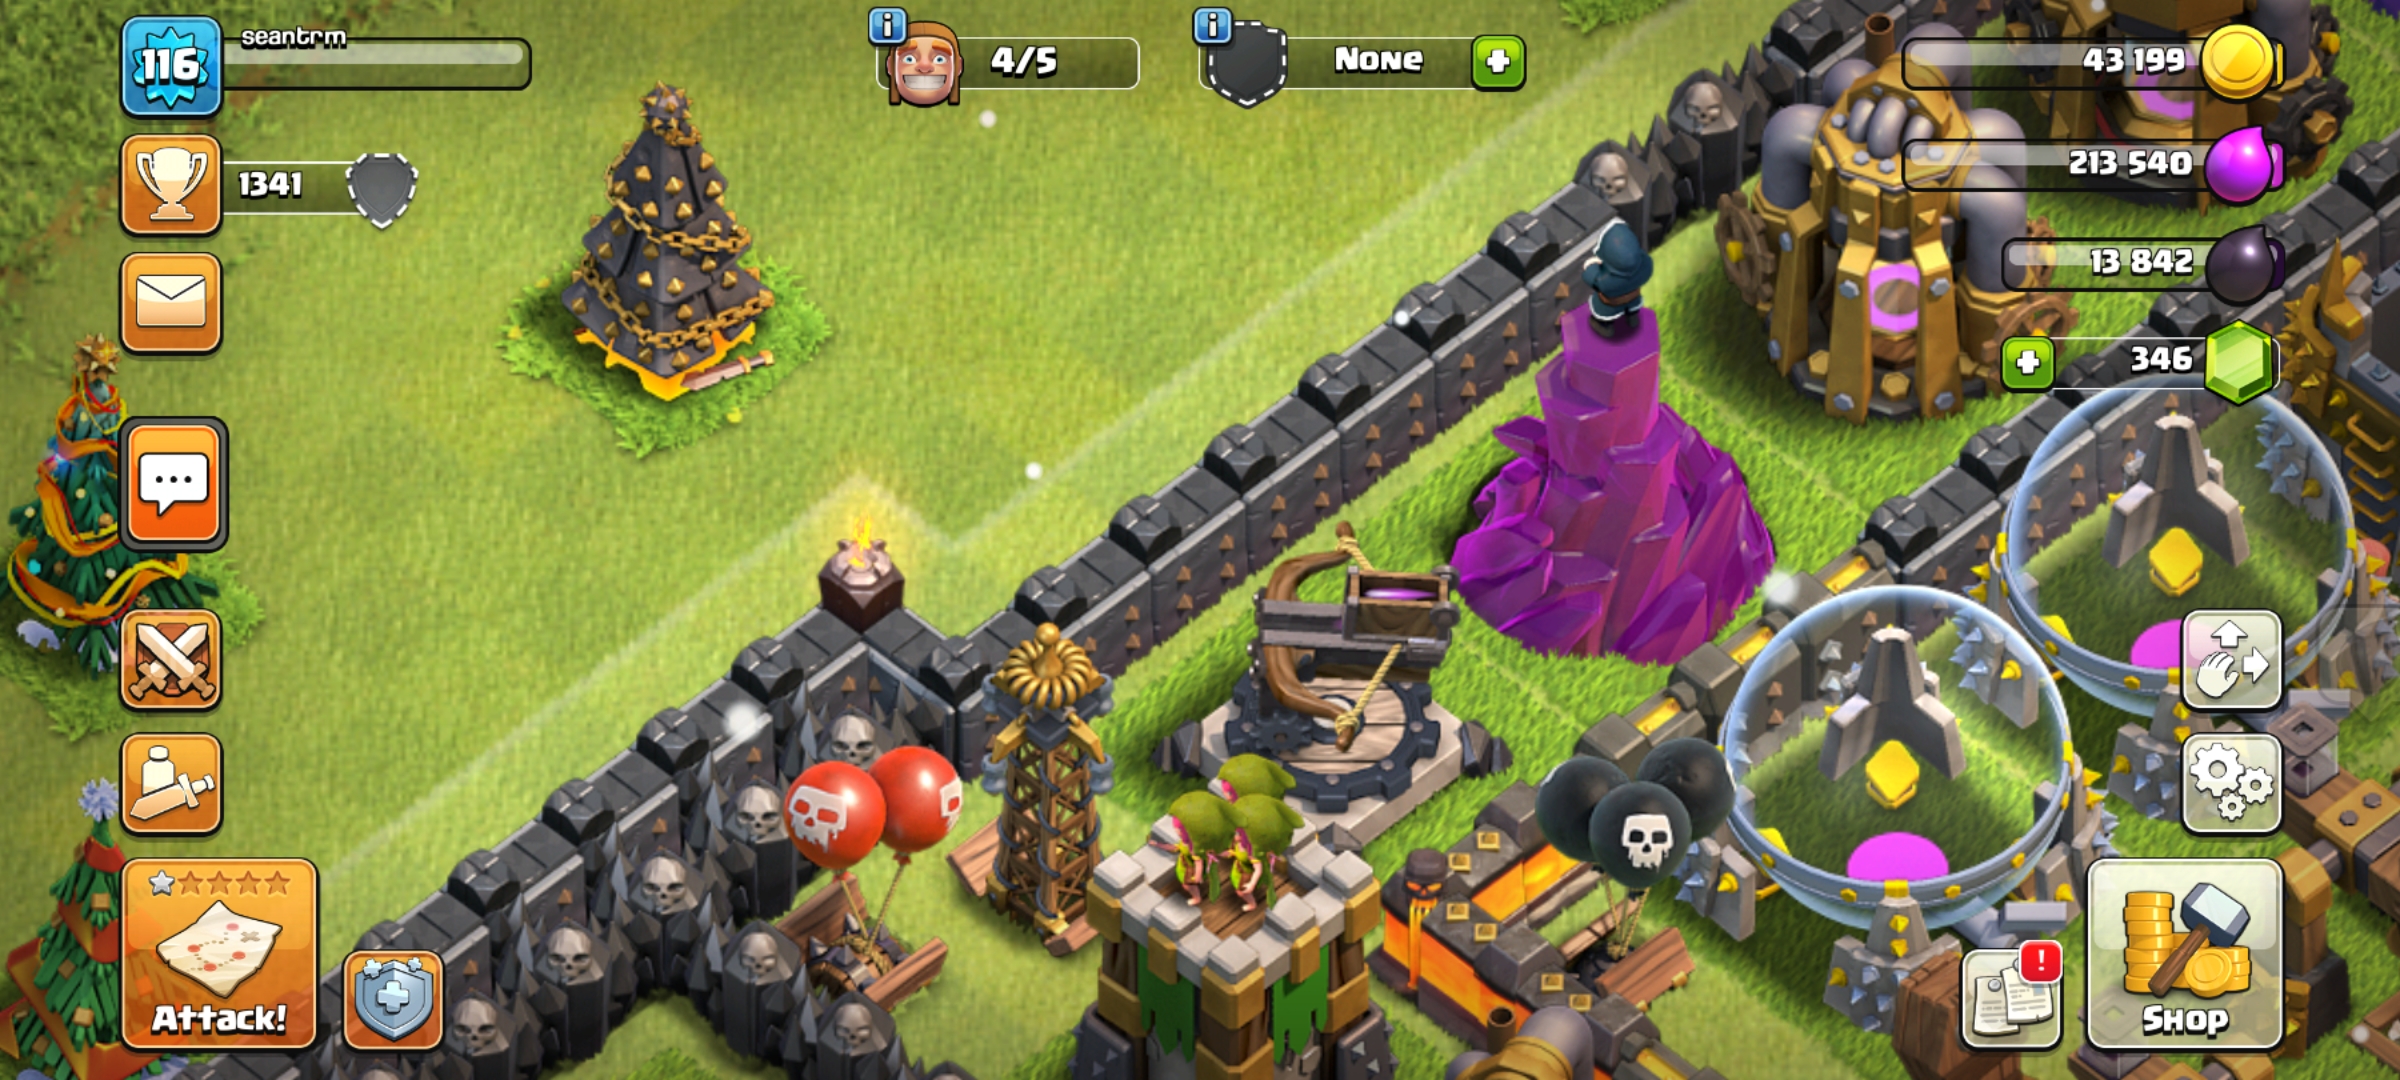 116
seantrm
i
4/5
i
None
43 199
1341
213 540
13 842
346
!
Attack!
Shop